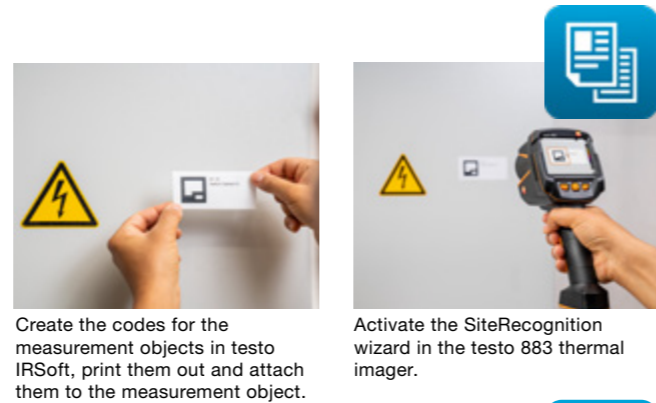 Create the codes for the
measurement objects in testo
IRSoft, print them out and attach
them to the measurement object.
Activate the SiteRecognition
wizard in the testo 883 thermal
imager.